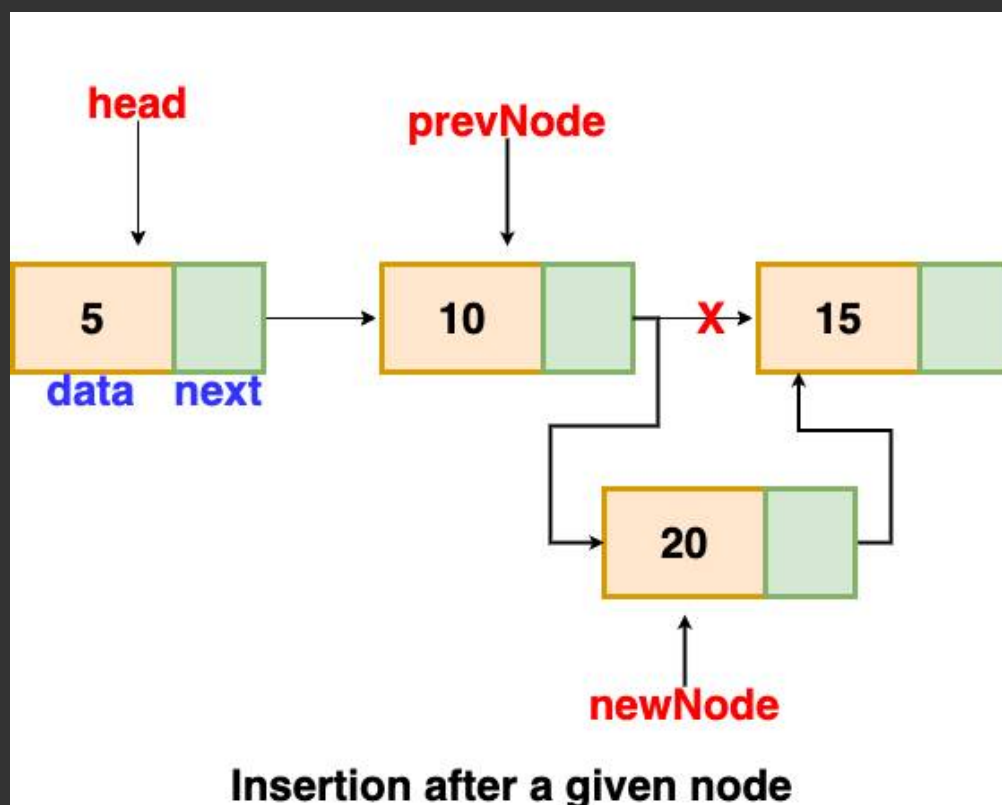 head
prevNode
5
10
X
15
data next
20
newNode
Insertion after a given node